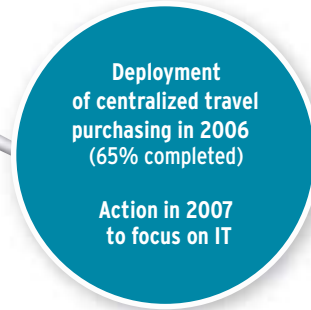 Deployment
of centralized travel
purchasing in 2006
(65% completed)
Action in 2007
to focus on IT